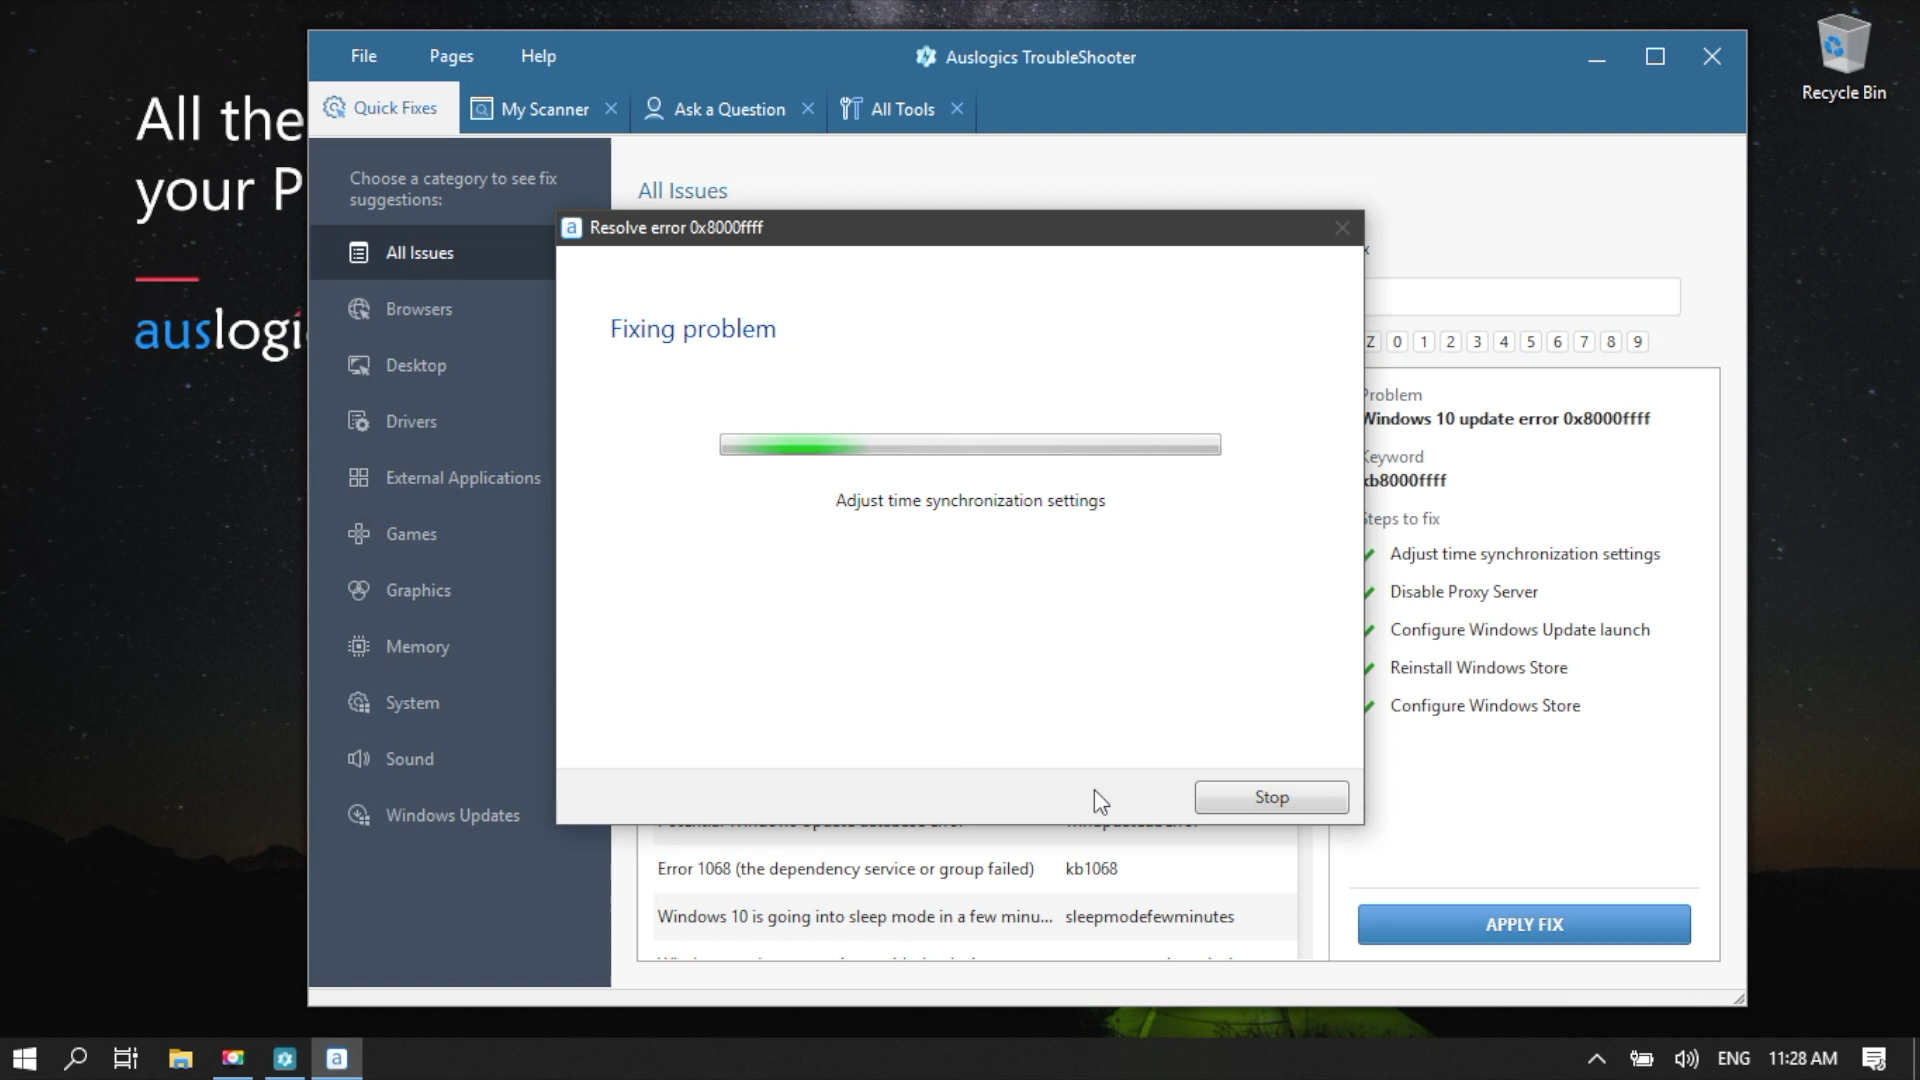 All the
your P
auslogi
Recycle Bin
File
Pages
Help
Auslogics TroubleShooter
Quick Fixes
My Scanner
Ask a Question
All Tools
Choose a category to see fix
suggestions:
All Issues
Browsers
Desktop
Drivers
External Applications
Games
Graphics
Memory
System
Sound
Windows Updates
All Issues
a Resolve error 0x8000ffff
Fixing problem
Adjust time synchronization settings
Stop
Z 0 1 2 3 4 5 6 7 8 9
Problem
Windows 10 update error 0x8000ffff
Keyword
kb8000ffff
Steps to fix
Adjust time synchronization settings
Disable Proxy Server
Configure Windows Update launch
Reinstall Windows Store
Configure Windows Store
Error 1068 (the dependency service or group failed) kb1068
Windows 10 is going into sleep mode in a few minu... sleepmodefewminutes
APPLY FIX
a
ENG
11:28 AM